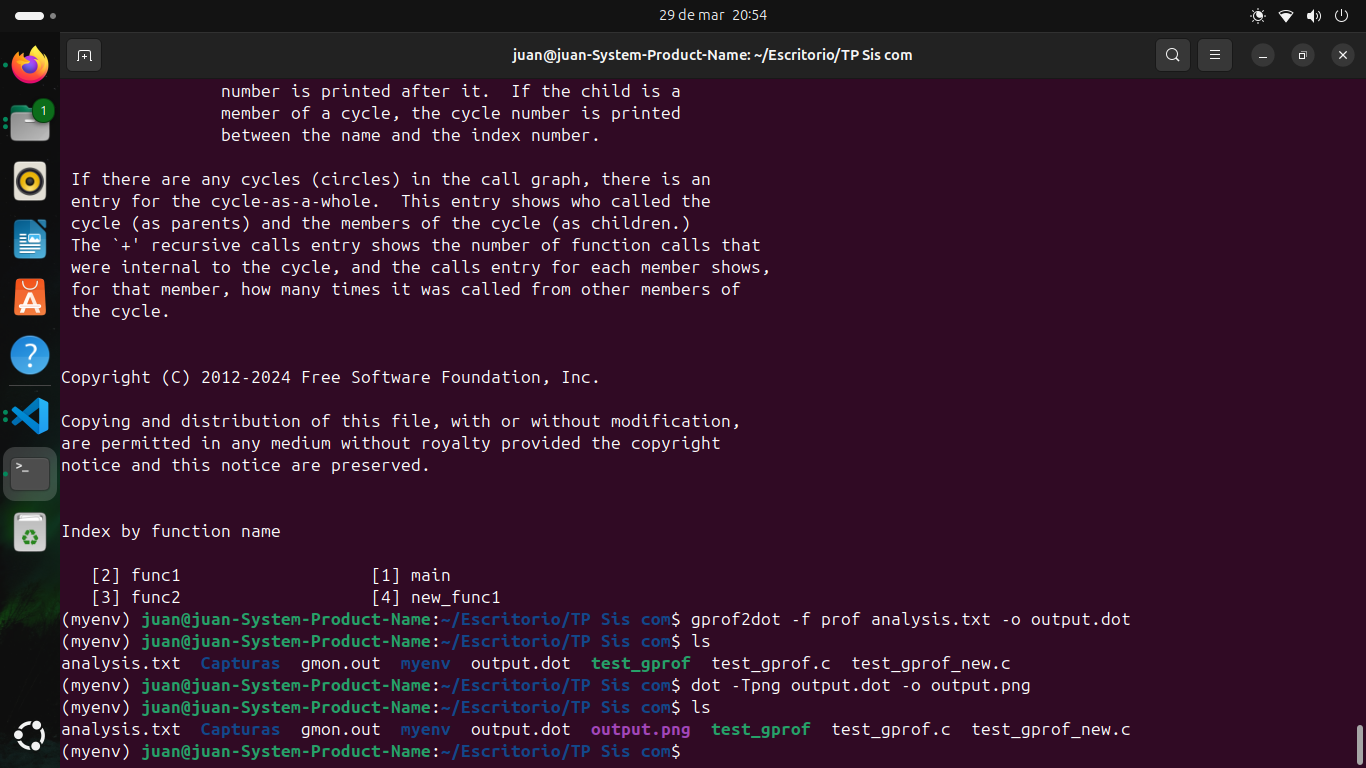 29 de mar 20:54
juan@juan-System-Product-Name: ~/Escritorio/TP Sis com
1
number is printed after it.  If the child is a
member of a cycle, the cycle number is printed
between the name and the index number.
If there are any cycles (circles) in the call graph, there is an
entry for the cycle-as-a-whole.  This entry shows who called the
cycle (as parents) and the members of the cycle (as children.)
The `+' recursive calls entry shows the number of function calls that
were internal to the cycle, and the calls entry for each member shows,
for that member, how many times it was called from other members of
the cycle.
Copyright (C) 2012-2024 Free Software Foundation, Inc.
Copying and distribution of this file, with or without modification,
are permitted in any medium without royalty provided the copyright
notice and this notice are preserved.
Index by function name
[2] func1                   [1] main
[3] func2                   [4] new_func1
(myenv) juan@juan-System-Product-Name:~/Escritorio/TP Sis com$ gprof2dot -f prof analysis.txt -o output.dot
(myenv) juan@juan-System-Product-Name:~/Escritorio/TP Sis com$ ls
analysis.txt  Capturas  gmon.out  myenv  output.dot  test_gprof  test_gprof.c  test_gprof_new.c
(myenv) juan@juan-System-Product-Name:~/Escritorio/TP Sis com$ dot -Tpng output.dot -o output.png
(myenv) juan@juan-System-Product-Name:~/Escritorio/TP Sis com$ ls
analysis.txt  Capturas  gmon.out  myenv  output.dot  output.png  test_gprof  test_gprof.c  test_gprof_new.c
(myenv) juan@juan-System-Product-Name:~/Escritorio/TP Sis com$